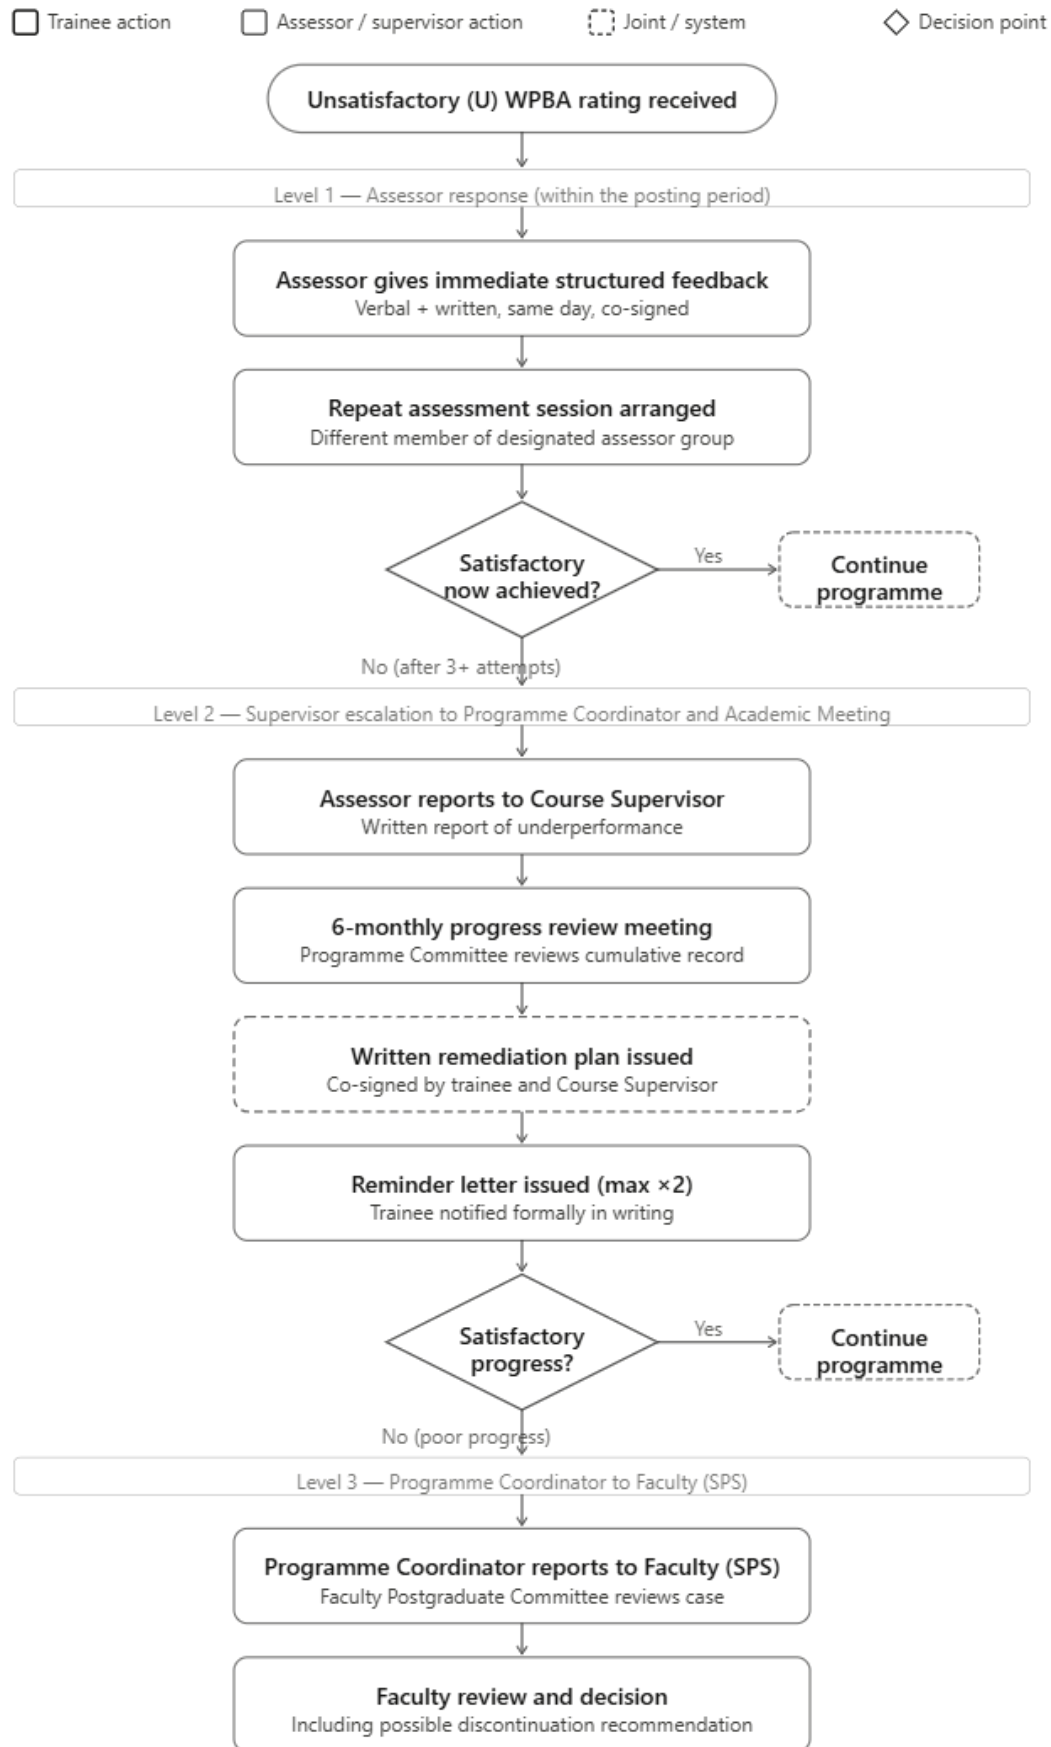 Trainee action
Assessor / supervisor action
Joint / system
Decision point
Unsatisfactory (U) WPBA rating received
Level 1 — Assessor response (within the posting period)
Assessor gives immediate structured feedback
Verbal + written, same day, co-signed
Repeat assessment session arranged
Different member of designated assessor group
Satisfactory
now achieved?
Yes
Continue
programme
No (after 3+ attempts)
Level 2 — Supervisor escalation to Programme Coordinator and Academic Meeting
Assessor reports to Course Supervisor
Written report of underperformance
6-monthly progress review meeting
Programme Committee reviews cumulative record
Written remediation plan issued
Co-signed by trainee and Course Supervisor
Reminder letter issued (max ×2)
Trainee notified formally in writing
Satisfactory
progress?
Yes
Continue
programme
No (poor progress)
Level 3 — Programme Coordinator to Faculty (SPS)
Programme Coordinator reports to Faculty (SPS)
Faculty Postgraduate Committee reviews case
Faculty review and decision
Including possible discontinuation recommendation